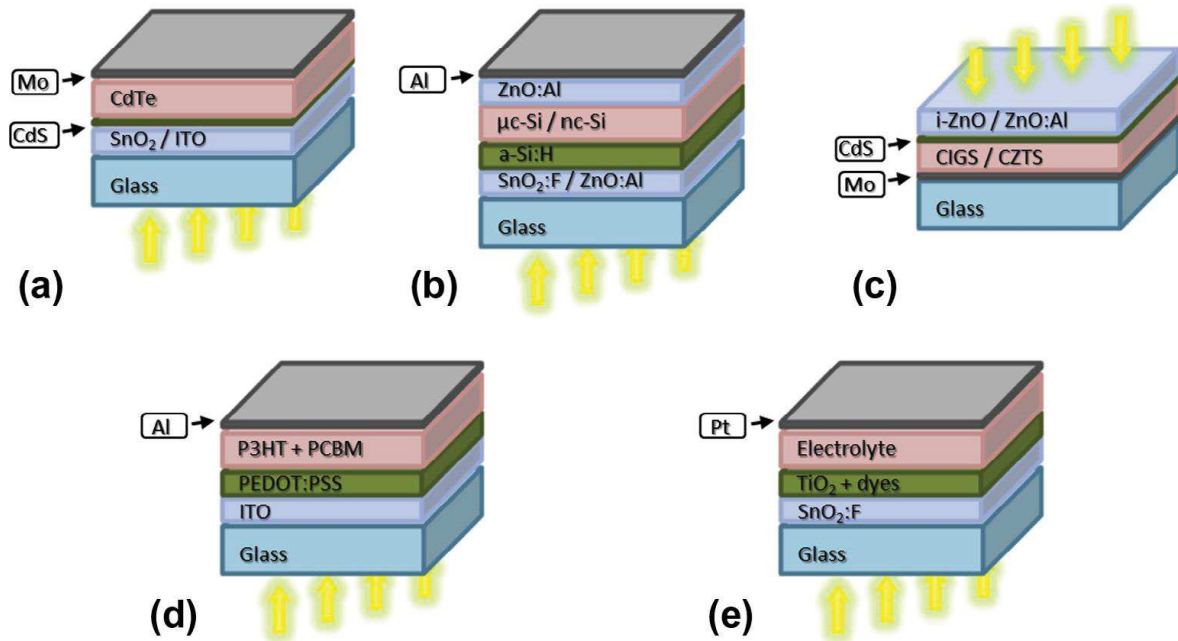 Mo
CdTe
CdS
SnO₂ / ITO
Glass
(a)
Al
ZnO:Al
µc-Si / nc-Si
a-Si:H
SnO₂:F / ZnO:Al
Glass
(b)
i-ZnO / ZnO:Al
CdS
CIGS / CZTS
Mo
Glass
(c)
Al
P3HT + PCBM
PEDOT:PSS
ITO
Glass
(d)
Pt
Electrolyte
TiO₂ + dyes
SnO₂:F
Glass
(e)